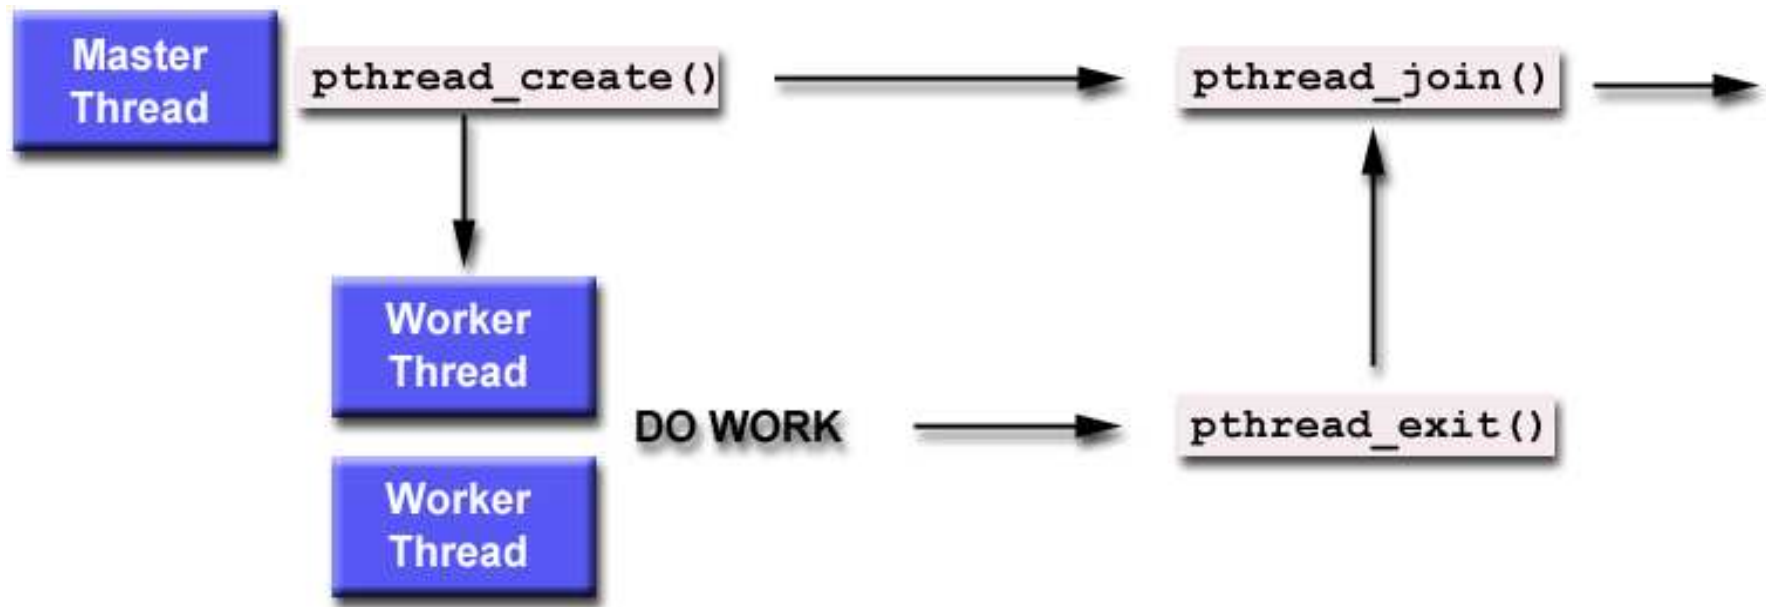 Master
Thread
pthread_create()
pthread_join()
Worker
Thread
DO WORK
pthread_exit()
Worker
Thread